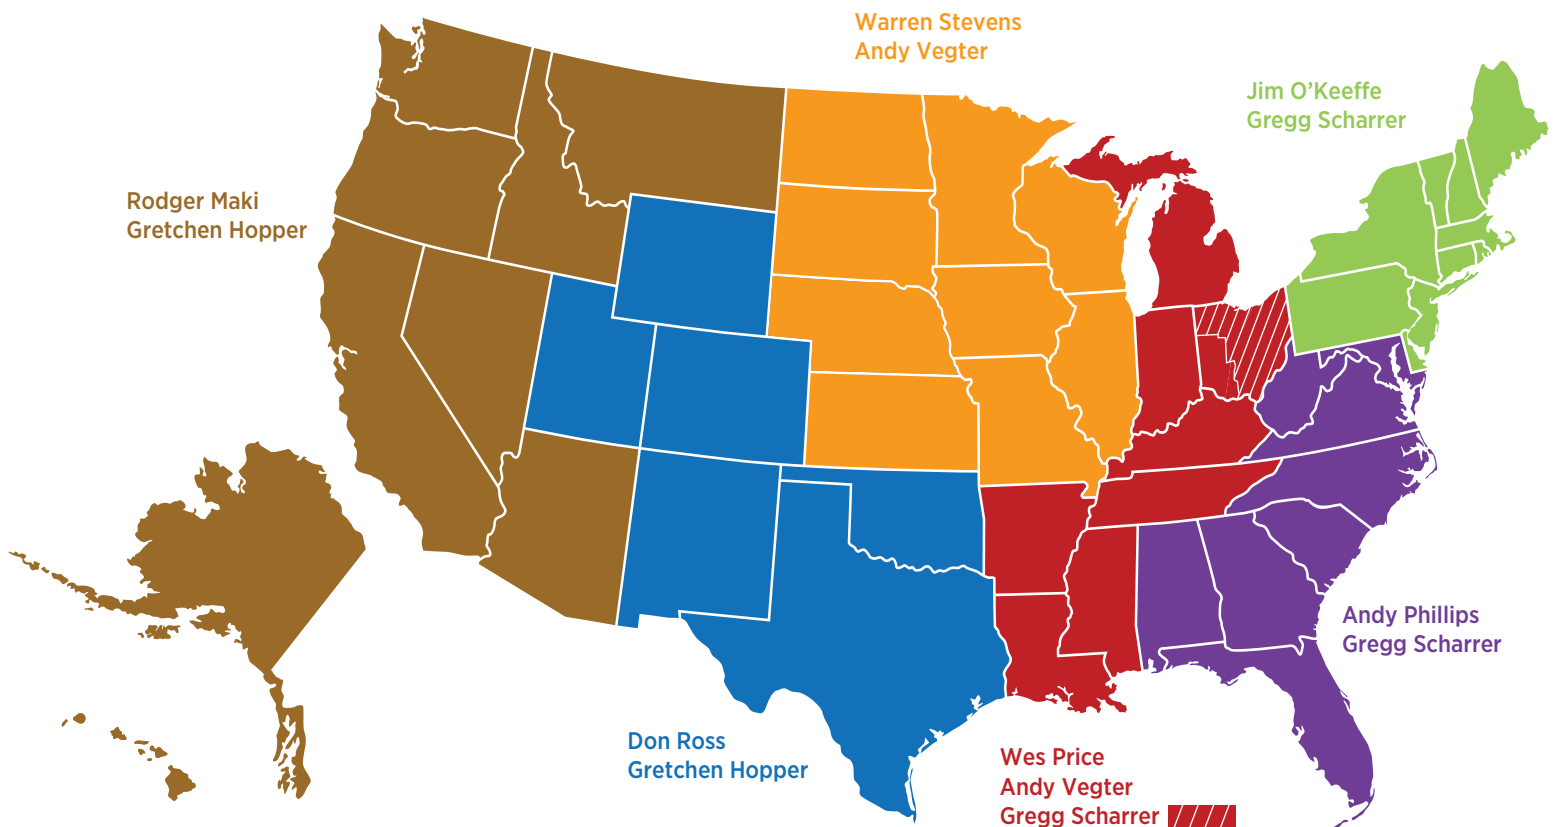 Warren Stevens
Andy Vegter
Jim O’Keeffe
Gregg Scharrer
Rodger Maki
Gretchen Hopper
Andy Phillips
Gregg Scharrer
Don Ross
Gretchen Hopper
Wes Price
Andy Vegter
Gregg Scharrer